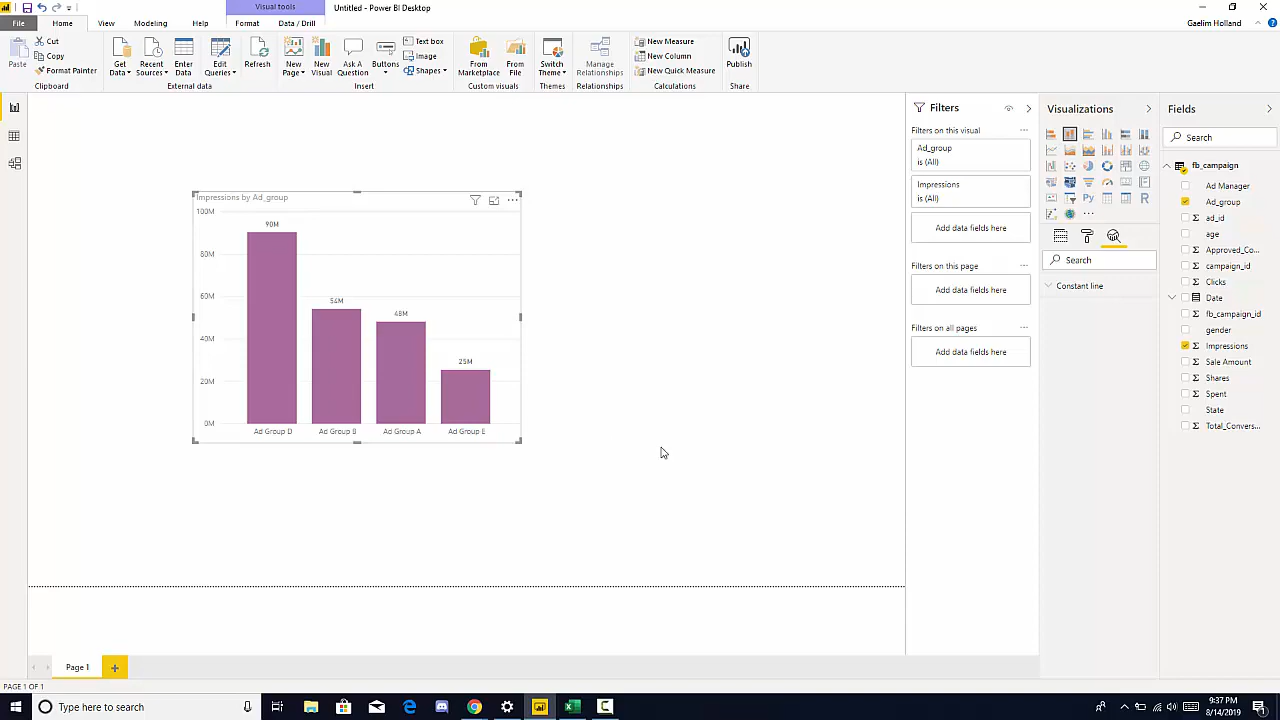 Visual tools
Untitled - Power BI Desktop
File
Home
View
Modeling
Help
Format
Data / Drill
Gaelim Holland
Paste
Cut
Copy
Format Painter
Clipboard
Get Data
Recent Sources
Enter Data
Edit Queries
Refresh
External data
New Page
New Visual
Ask A Question
Buttons
Text box
Image
Shapes
Insert
From Marketplace
From File
Custom visuals
Switch Theme
Themes
Manage Relationships
Relationships
New Measure
New Column
New Quick Measure
Calculations
Publish
Share
Impressions by Ad_group
100M
80M
60M
40M
20M
0M
90M
54M
48M
25M
Ad Group D
Ad Group B
Ad Group A
Ad Group E
Filters
Filters on this visual
...
Ad_group
is (All)
Impressions
is (All)
Add data fields here
Filters on this page
...
Add data fields here
Filters on all pages
...
Add data fields here
Visualizations
R
Py
...
Search
Constant line
Fields
Search
fb_campaign
Ad Manager
Ad_group
Σ ad_id
age
Σ Approved_Co...
Σ campaign_id
Σ Clicks
Date
Σ fb_campaign_id
gender
Σ Impressions
Σ Sale Amount
Σ Shares
Σ Spent
State
Σ Total_Convers...
Page 1
PAGE 1 OF 1
Type here to search
9:37 PM
8/14/2019